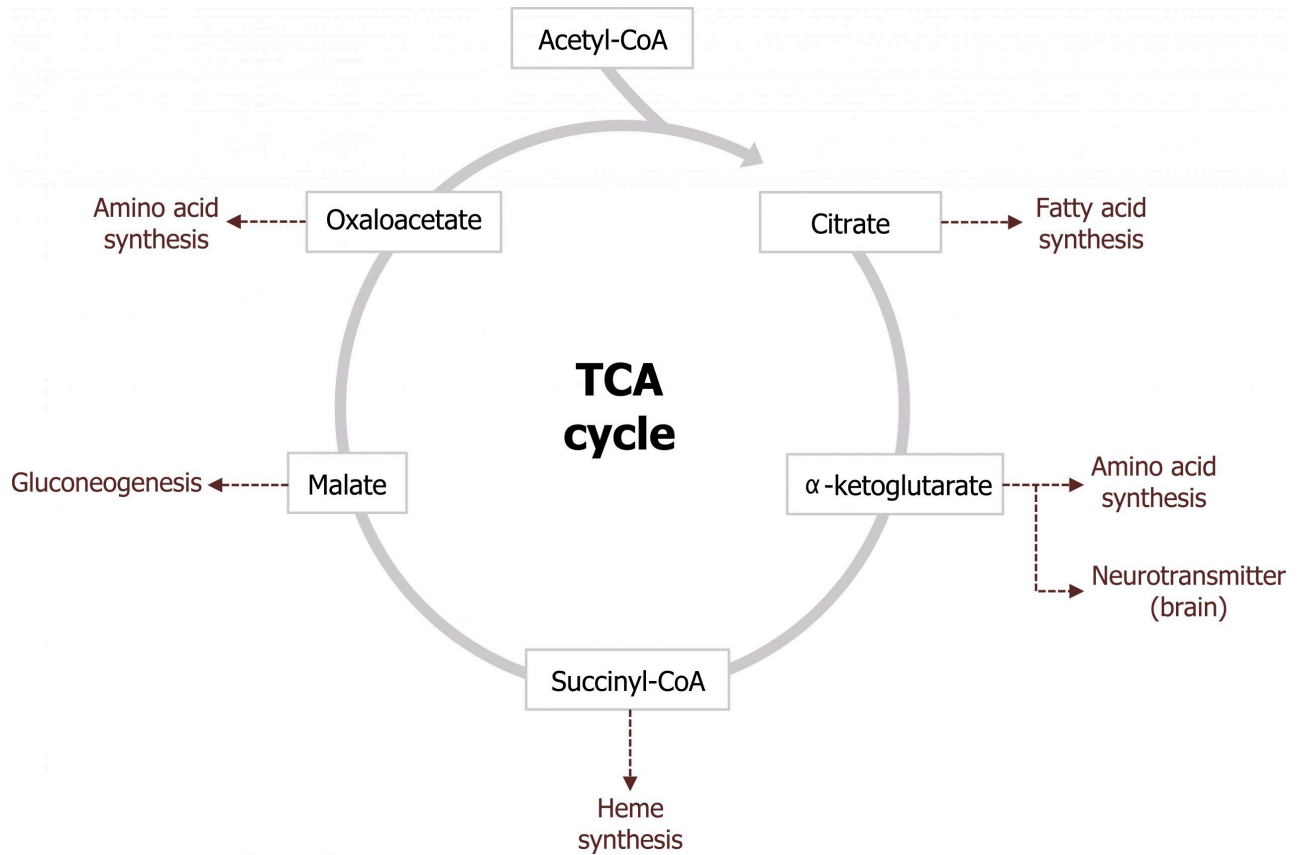 Acetyl-CoA
Amino acid
synthesis
Oxaloacetate
Citrate
Fatty acid
synthesis
TCA
cycle
Gluconeogenesis
Malate
α-ketoglutarate
Amino acid
synthesis
Neurotransmitter
(brain)
Succinyl-CoA
Heme
synthesis